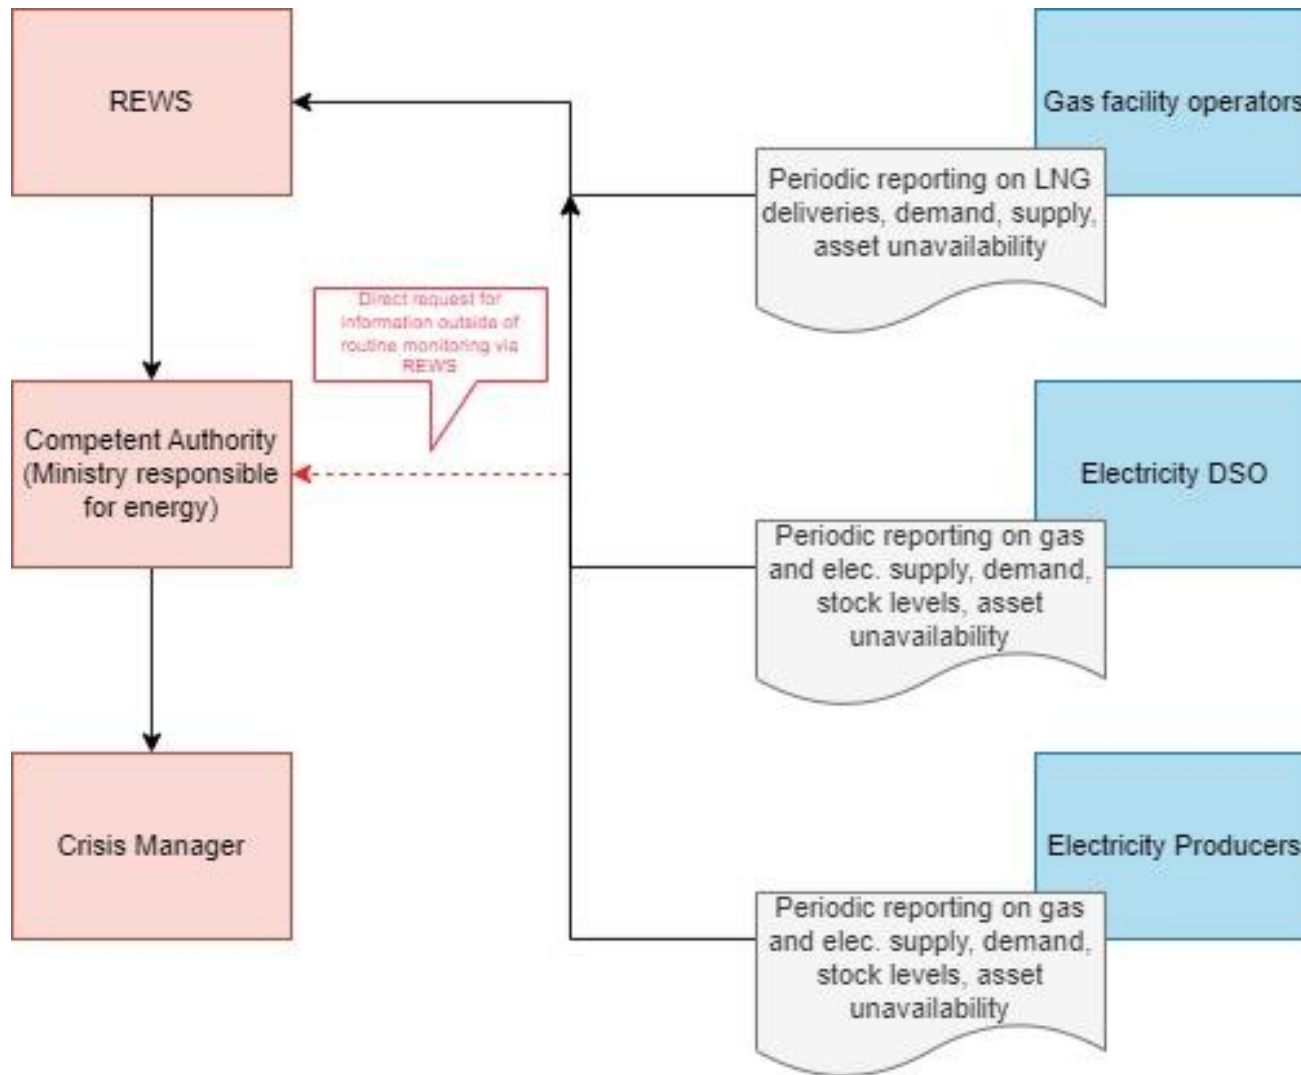 REWS
Gas facility operators
Periodic reporting on LNG
deliveries, demand, supply,
asset unavailability
Direct request for
information outside of
routine monitoring via
REWS
Competent Authority
(Ministry responsible
for energy)
Electricity DSO
Periodic reporting on gas
and elec. supply, demand,
stock levels, asset
unavailability
Crisis Manager
Electricity Producers
Periodic reporting on gas
and elec. supply, demand,
stock levels, asset
unavailability